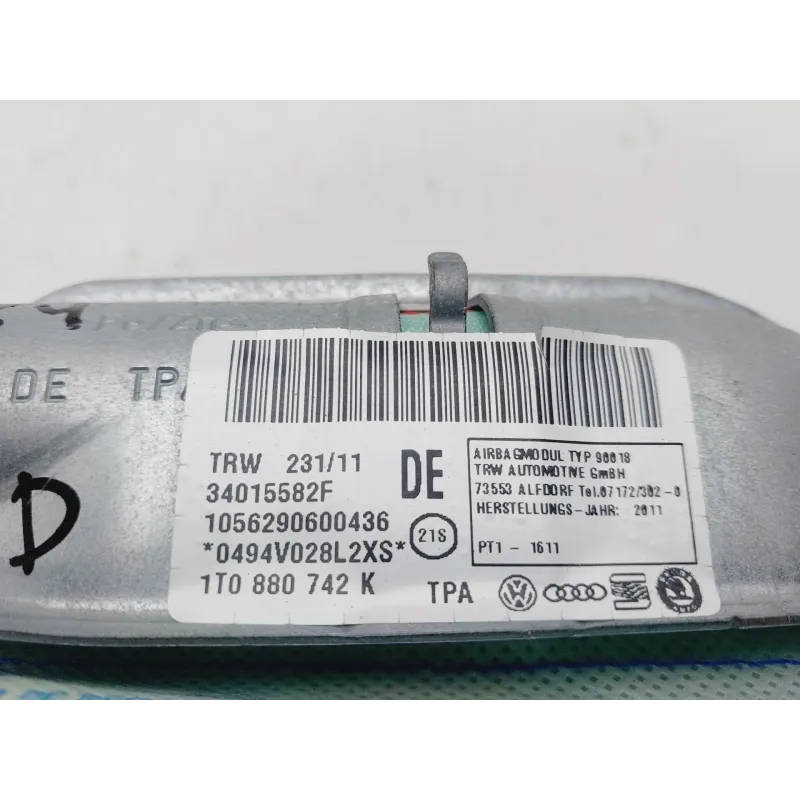 DE TPA
D
TRW 231/11
34015582F
1056290600436
*0494V028L2XS*
1T0 880 742 K
DE
21S
TPA
AIRBAGMODUL TYP 90018
TRW AUTOMOTIVE GmBH
73553 ALFDORF Tel.07172/302-0
HERSTELLUNGS-JAHR: 2011
PT1 - 1611